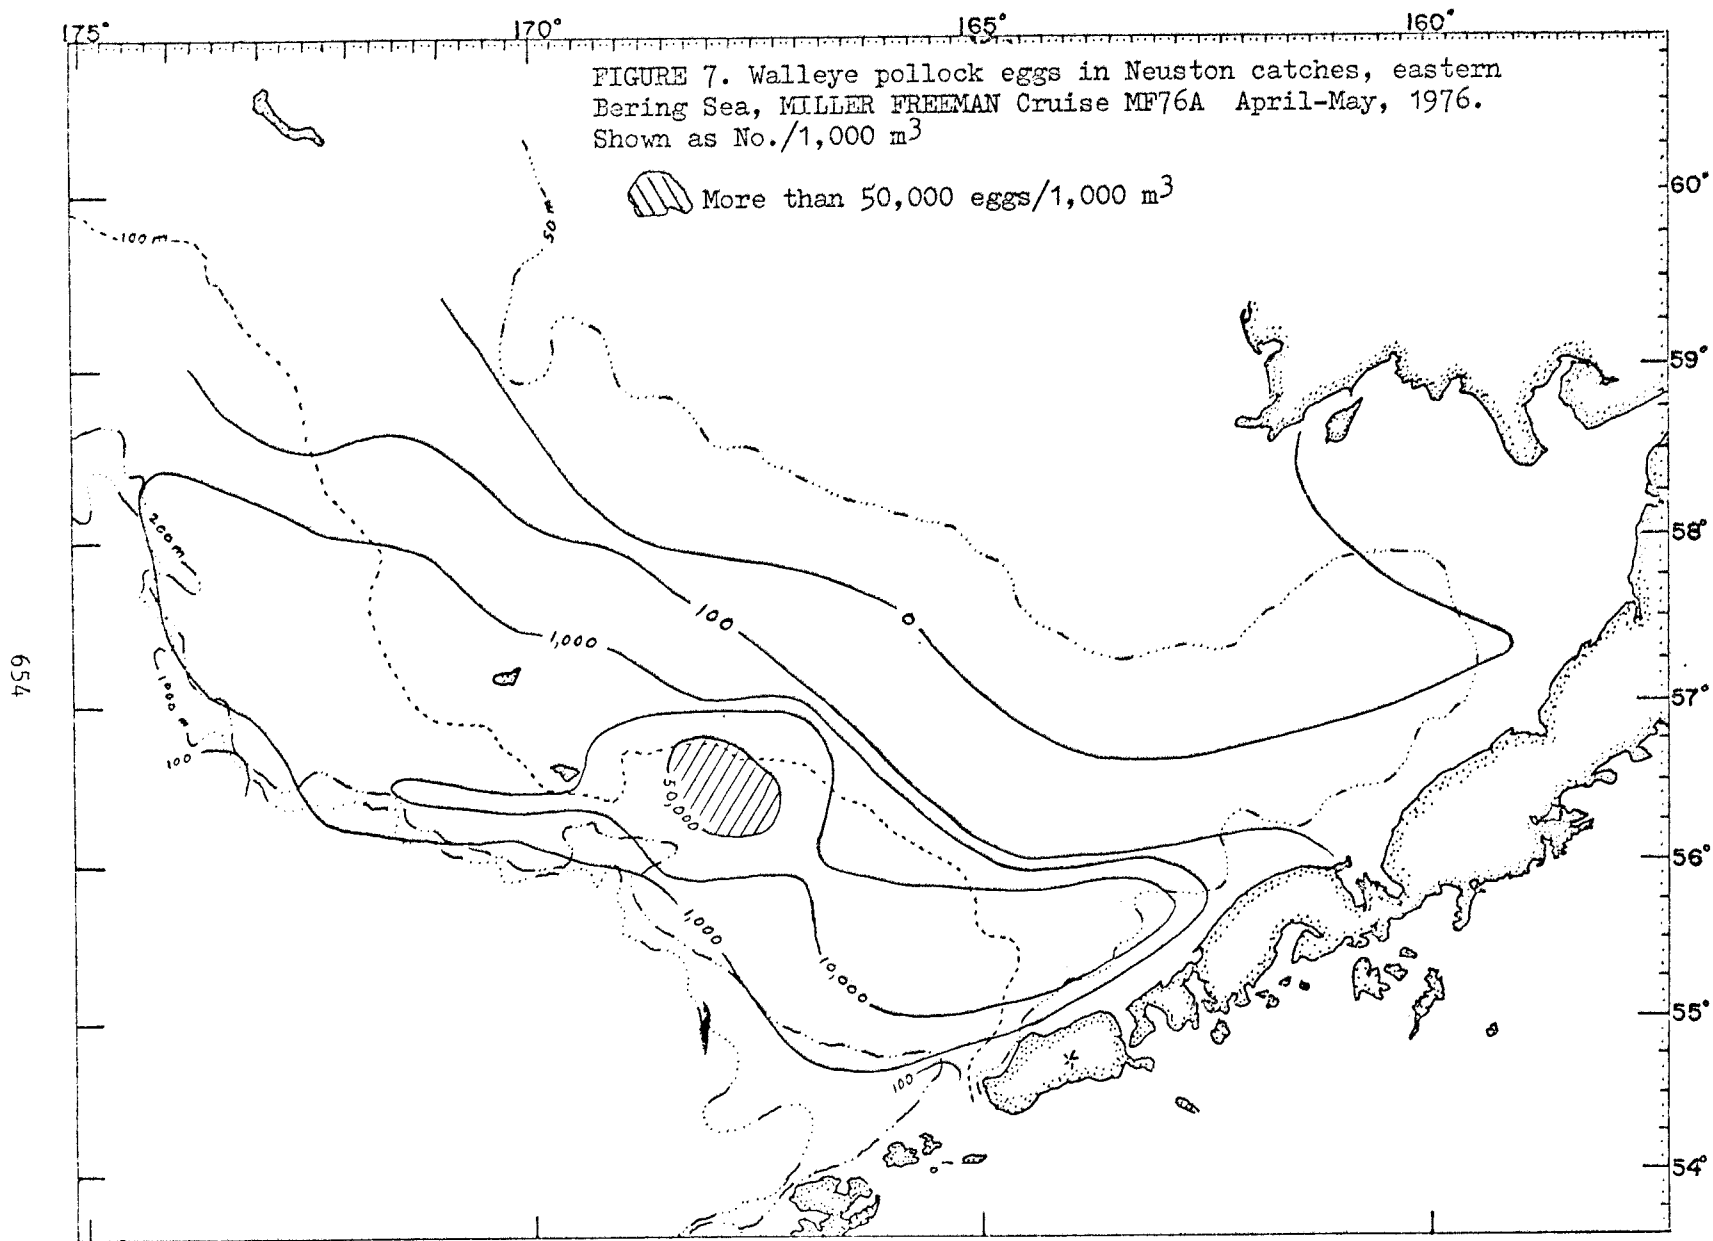 175°
170°
165°
160°
FIGURE 7. Walleye pollock eggs in Neuston catches, eastern
Bering Sea, MILLER FREEMAN Cruise MF76A April-May, 1976.
Shown as No./1,000 m³
More than 50,000 eggs/1,000 m³
60°
59°
58°
57°
56°
55°
54°
100 m
50 m
200 m
1000 m
100
1,000
100
0
50,000
1,000
10,000
100
654